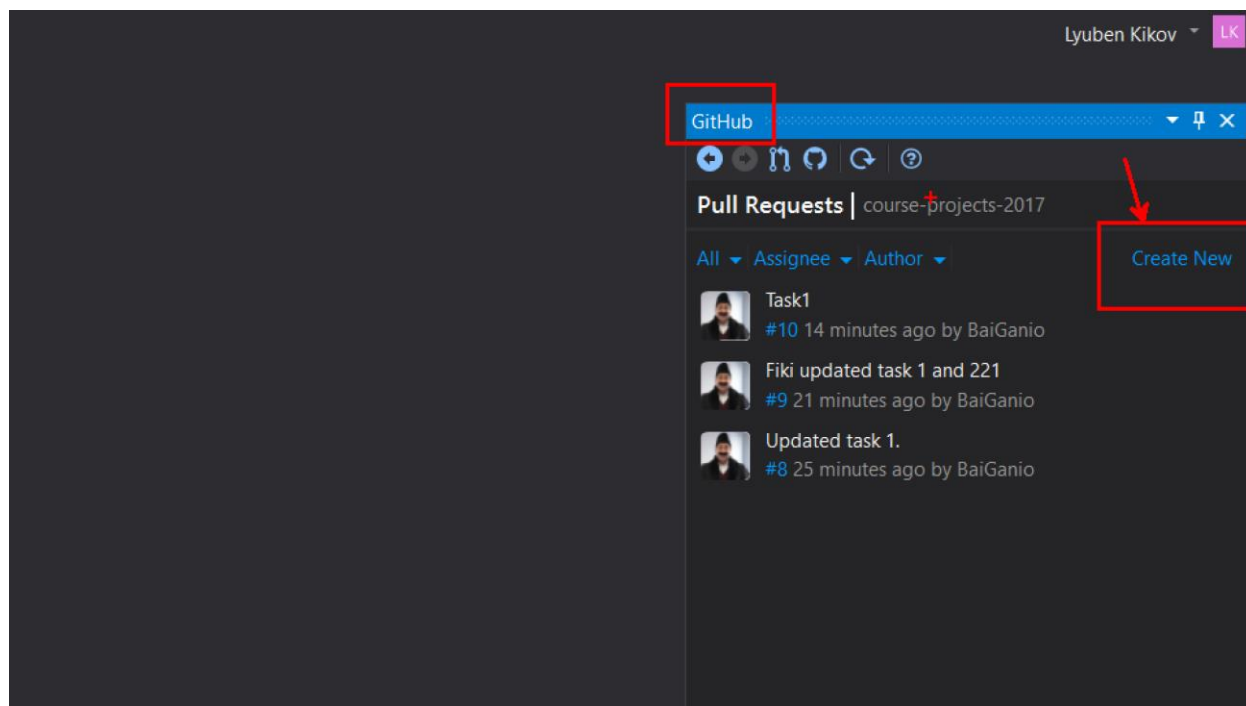 Lyuben Kikov LK
GitHub
Pull Requests | course-projects-2017
All Assignee Author Create New
Task1
#10 14 minutes ago by BaiGanio
Fiki updated task 1 and 221
#9 21 minutes ago by BaiGanio
Updated task 1.
#8 25 minutes ago by BaiGanio